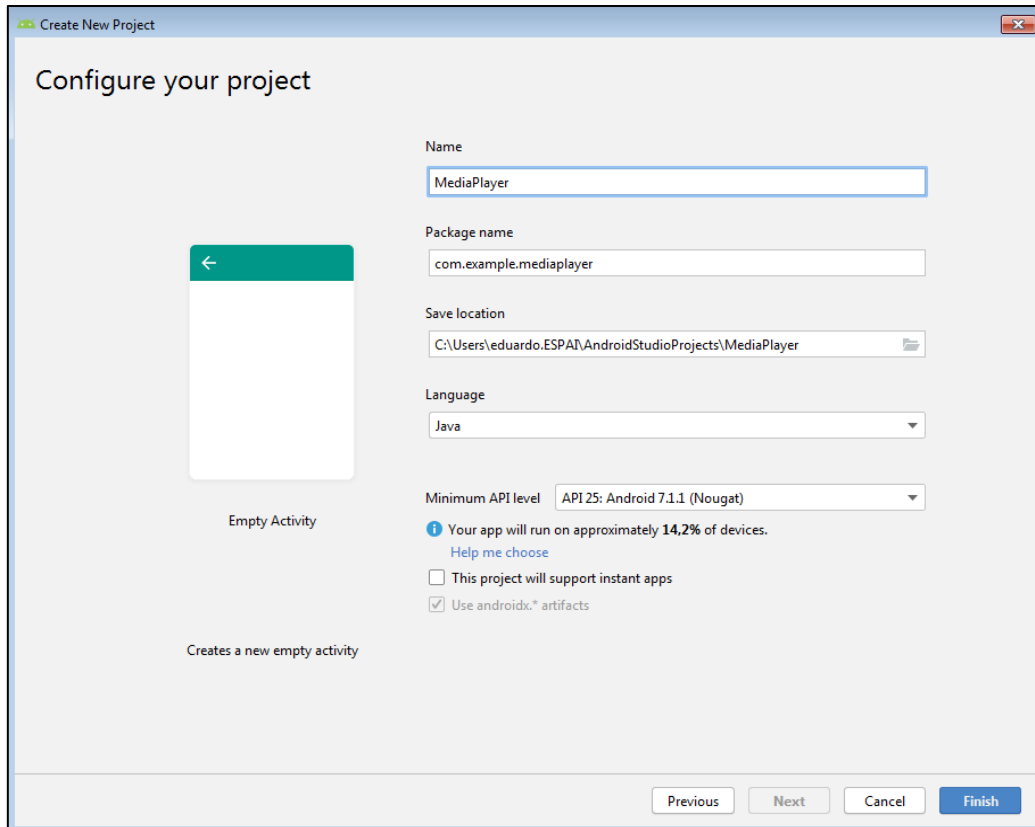 Create New Project
Configure your project
Name
MediaPlayer
Package name
com.example.mediaplayer
Save location
C:\Users\eduardo.ESPAI\AndroidStudioProjects\MediaPlayer
Language
Java
Minimum API level API 25: Android 7.1.1 (Nougat)
Your app will run on approximately 14,2% of devices.
Help me choose
This project will support instant apps
Use androidx.* artifacts
Empty Activity
Creates a new empty activity
Previous Next Cancel Finish